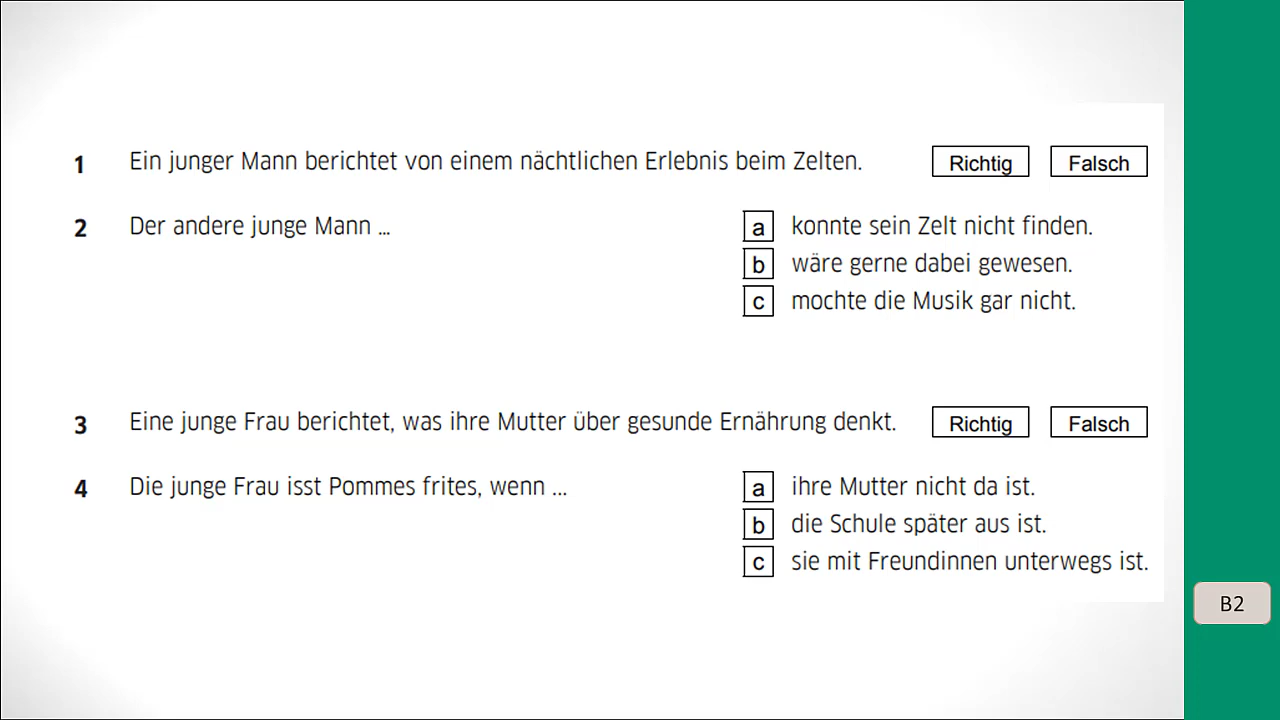 1 Ein junger Mann berichtet von einem nächtlichen Erlebnis beim Zelten. Richtig Falsch
2 Der andere junge Mann ... a konnte sein Zelt nicht finden.
b wäre gerne dabei gewesen.
c mochte die Musik gar nicht.
3 Eine junge Frau berichtet, was ihre Mutter über gesunde Ernährung denkt. Richtig Falsch
4 Die junge Frau isst Pommes frites, wenn ... a ihre Mutter nicht da ist.
b die Schule später aus ist.
c sie mit Freundinnen unterwegs ist.
B2